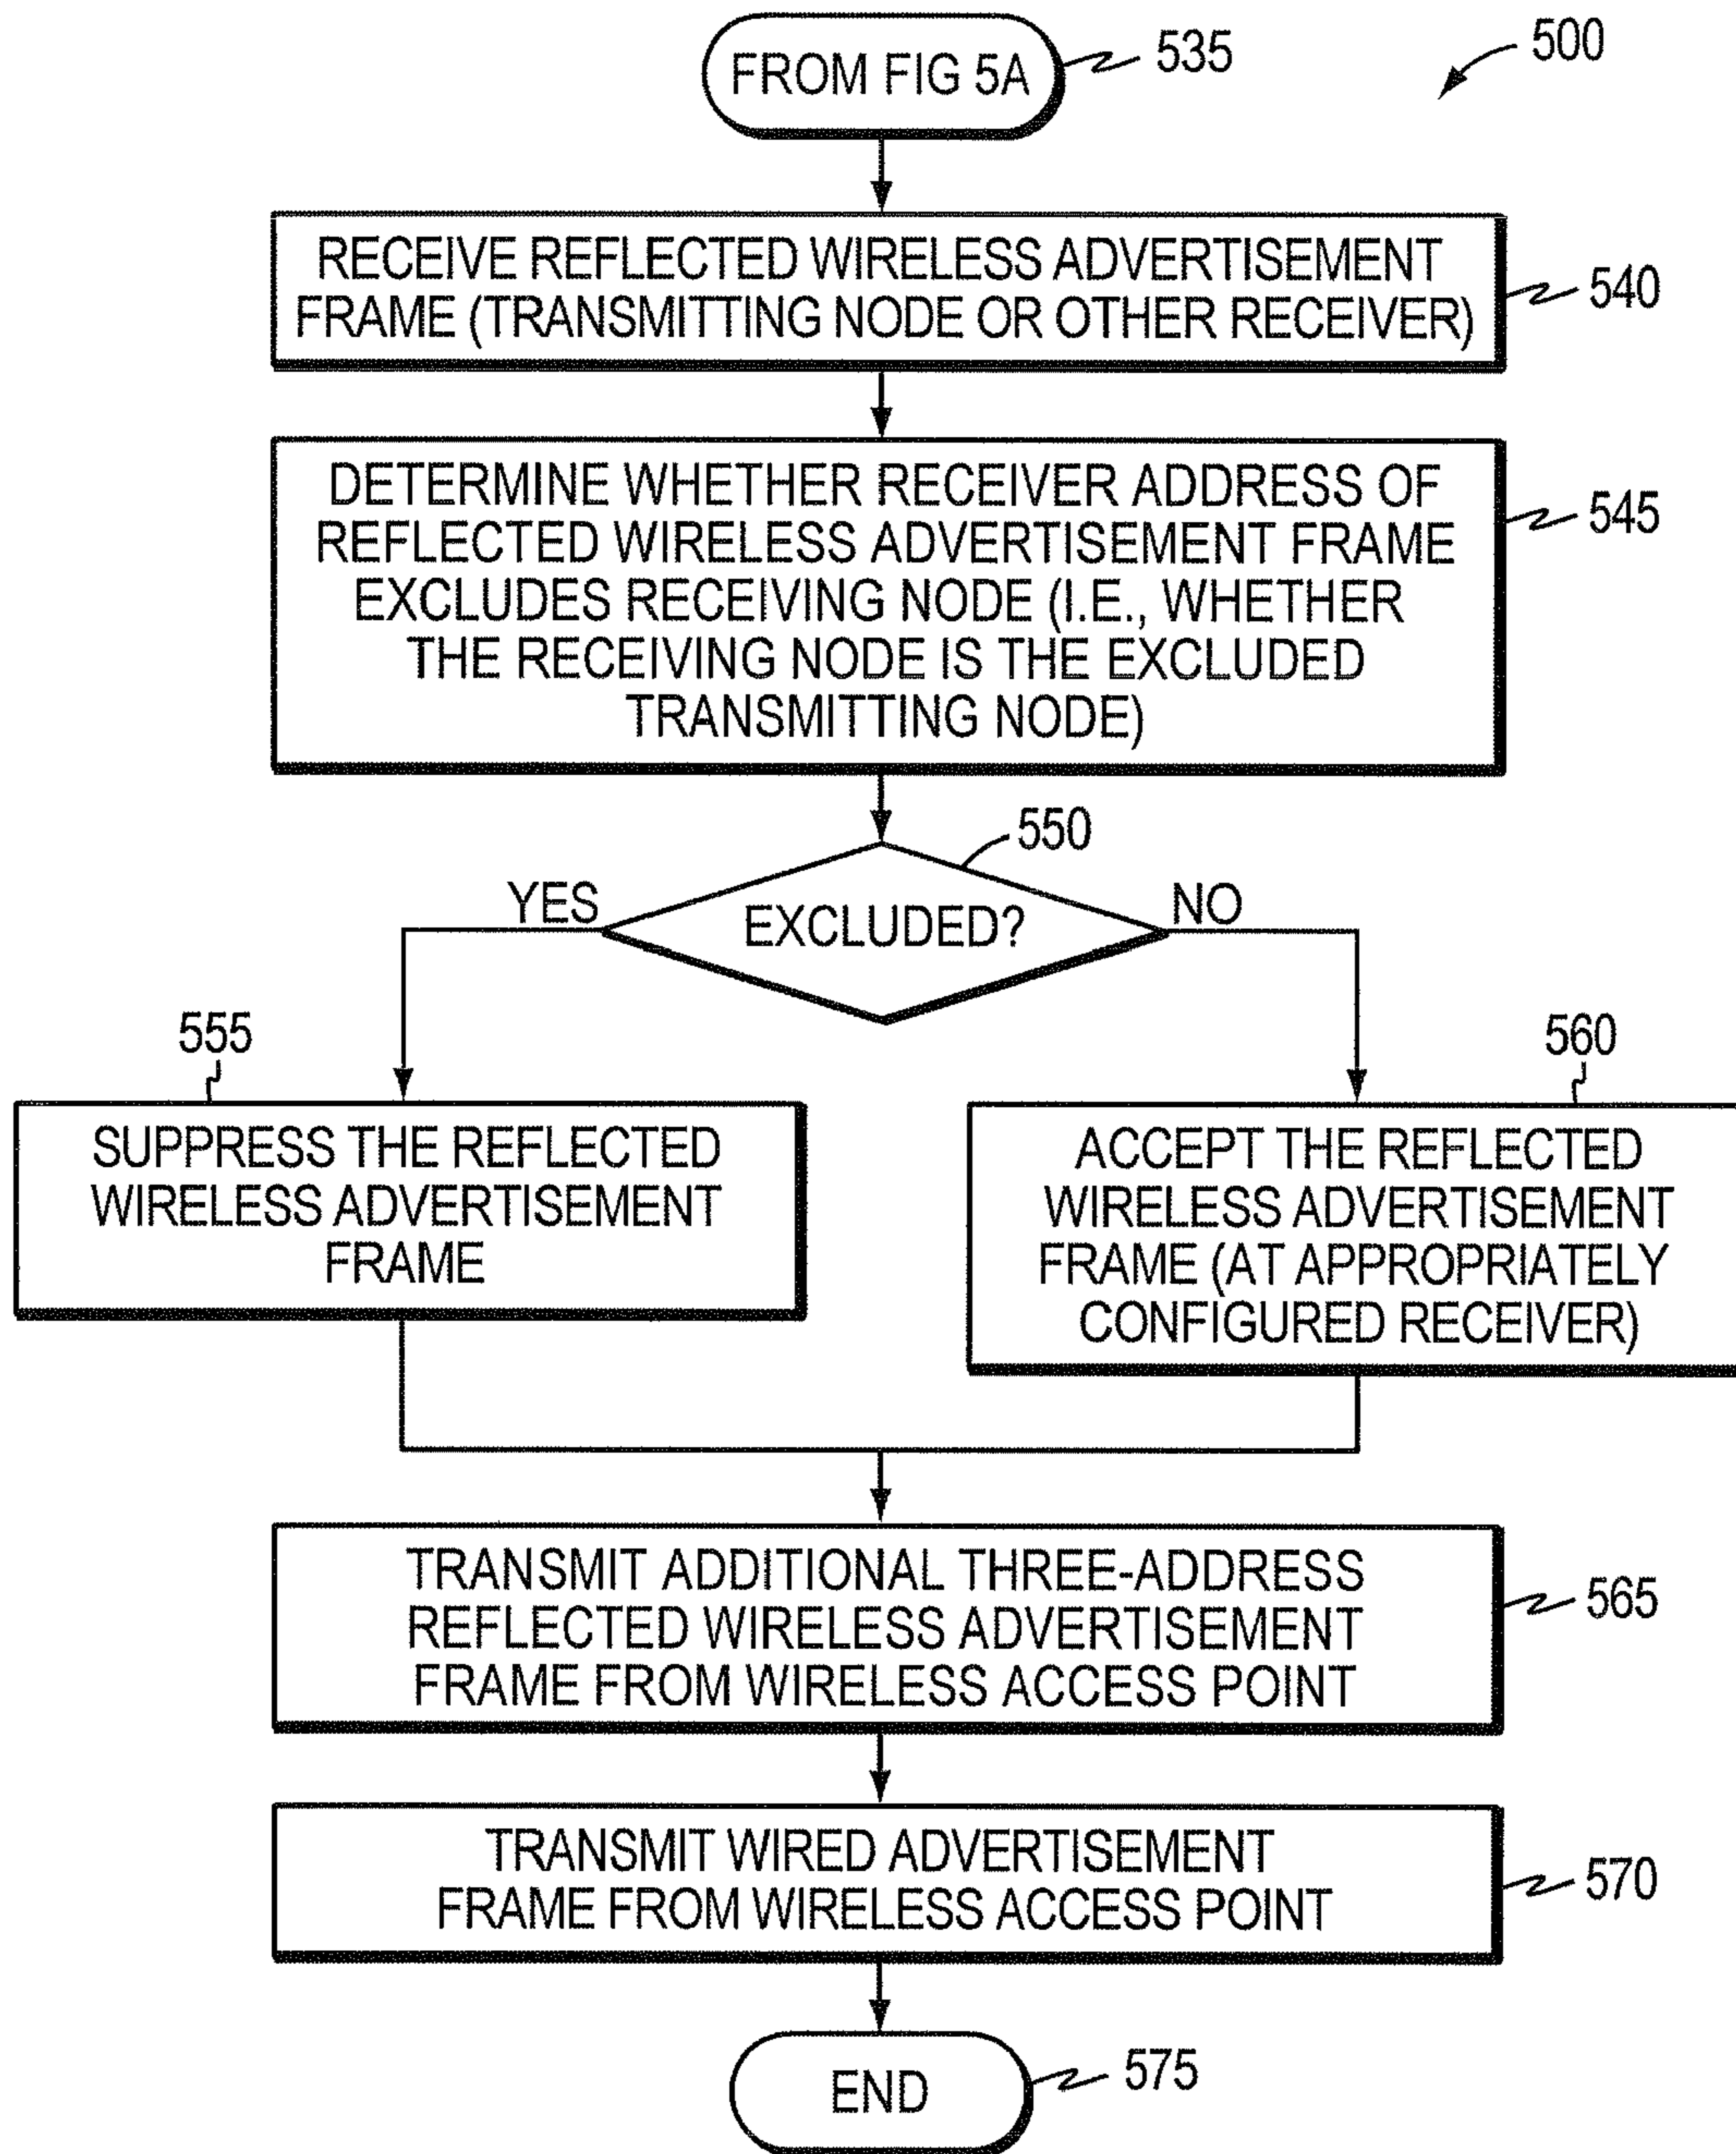 FROM FIG 5A
535
500
RECEIVE REFLECTED WIRELESS ADVERTISEMENT
FRAME (TRANSMITTING NODE OR OTHER RECEIVER)
540
DETERMINE WHETHER RECEIVER ADDRESS OF
REFLECTED WIRELESS ADVERTISEMENT FRAME
EXCLUDES RECEIVING NODE (I.E., WHETHER
THE RECEIVING NODE IS THE EXCLUDED
TRANSMITTING NODE)
545
550
YES
EXCLUDED?
NO
555
SUPPRESS THE REFLECTED
WIRELESS ADVERTISEMENT
FRAME
560
ACCEPT THE REFLECTED
WIRELESS ADVERTISEMENT
FRAME (AT APPROPRIATELY
CONFIGURED RECEIVER)
TRANSMIT ADDITIONAL THREE-ADDRESS
REFLECTED WIRELESS ADVERTISEMENT
FRAME FROM WIRELESS ACCESS POINT
565
TRANSMIT WIRED ADVERTISEMENT
FRAME FROM WIRELESS ACCESS POINT
570
END
575